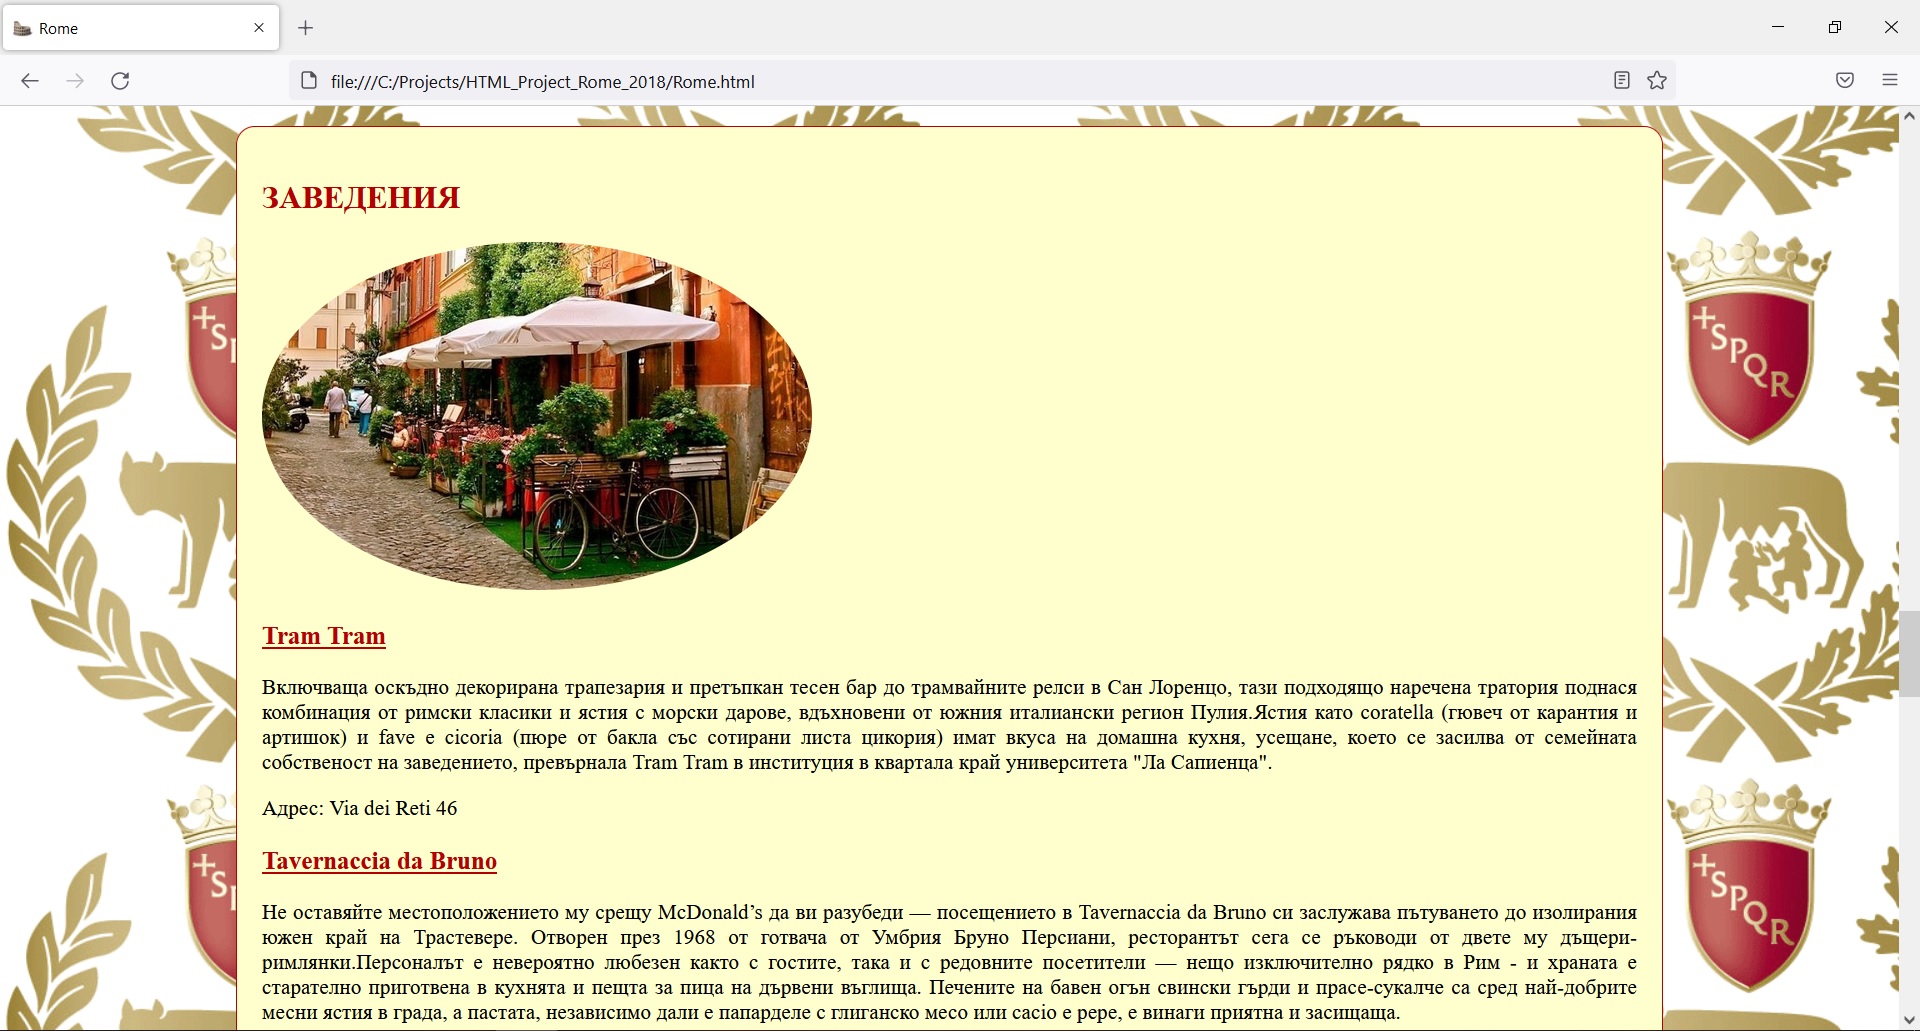 Rome
file:///C:/Projects/HTML_Project_Rome_2018/Rome.html
ЗАВЕДЕНИЯ
Tram Tram
Включваща оскъдно декорирана трапезария и претъпкан тесен бар до трамвайните релси в Сан Лоренцо, тази подходящо наречена тратория поднася
комбинация от римски класики и ястия с морски дарове, вдъхновени от южния италиански регион Пулия.Ястия като coratella (гювеч от карантия и
артишок) и fave e cicoria (пюре от бакла със сотирани листа цикория) имат вкуса на домашна кухня, усещане, което се засилва от семейната
собственост на заведението, превърнала Tram Tram в институция в квартала край университета "Ла Сапиенца".
Адрес: Via dei Reti 46
Tavernaccia da Bruno
Не оставяйте местоположението му срещу McDonald’s да ви разубеди — посещението в Tavernaccia da Bruno си заслужава пътуването до изолирания
южен край на Трастевере. Отворен през 1968 от готвача от Умбрия Бруно Персиани, ресторантът сега се ръководи от двете му дъщери-
римлянки.Персоналът е невероятно любезен както с гостите, така и с редовните посетители — нещо изключително рядко в Рим - и храната е
старателно приготвена в кухнята и пещта за пица на дървени въглища. Печените на бавен огън свински гърди и прасе-сукалче са сред най-добрите
месни ястия в града, а пастата, независимо дали е папарделе с глиганско месо или cacio e pepe, е винаги приятна и засищаща.
SP
SPQR
SP
SPQR